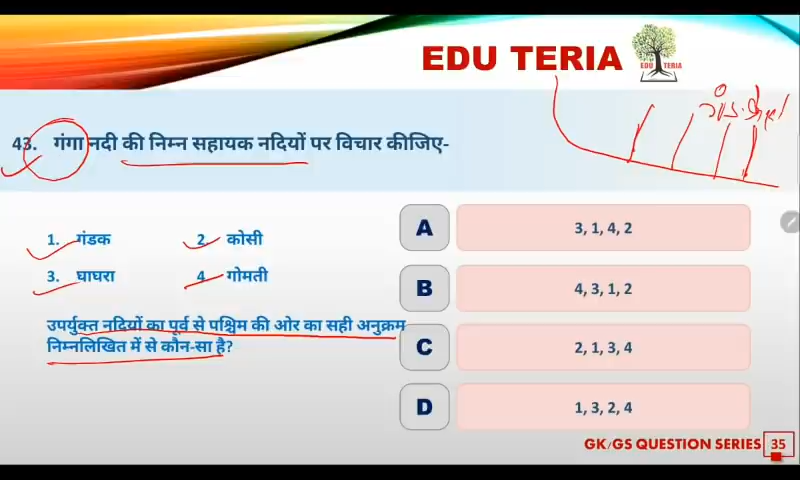 EDU TERIA
EDU TERIA
43. गंगा नदी की निम्न सहायक नदियों पर विचार कीजिए-
1. गंडक 2. कोसी
3. घाघरा 4. गोमती
उपर्युक्त नदियों का पूर्व से पश्चिम की ओर का सही अनुक्रम
निम्नलिखित में से कौन-सा है?
A 3, 1, 4, 2
B 4, 3, 1, 2
C 2, 1, 3, 4
D 1, 3, 2, 4
GK/GS QUESTION SERIES 35